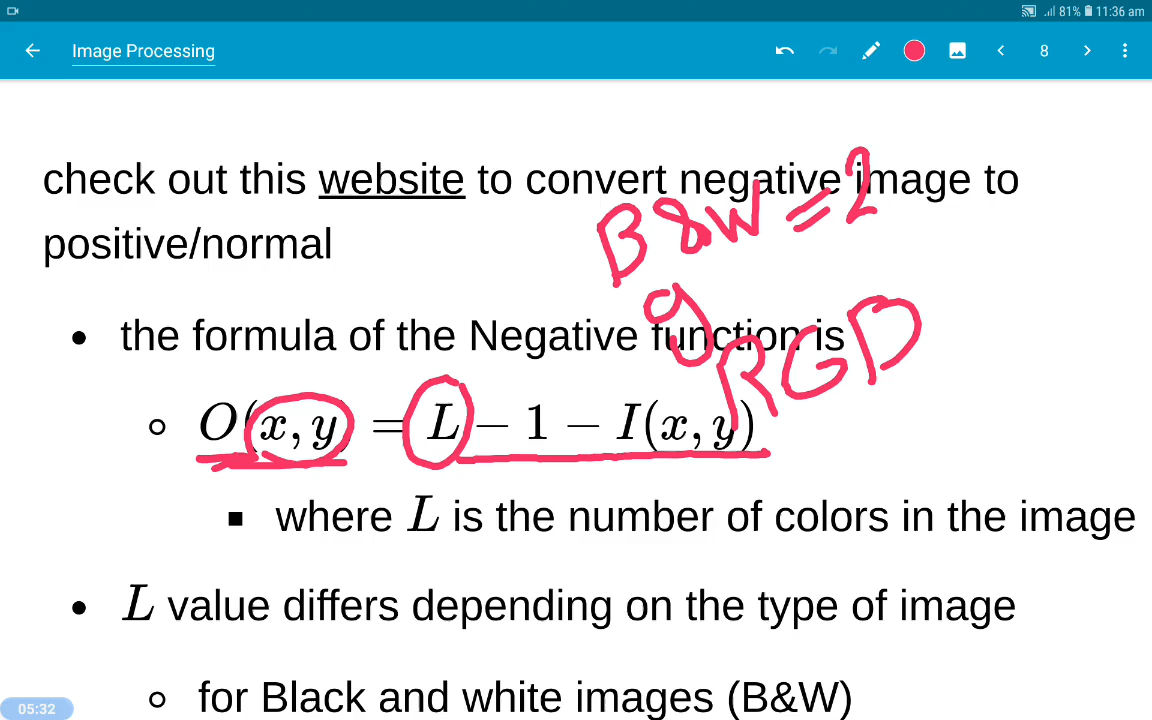 81% 11:36 am
Image Processing
8
check out this website to convert negative image to
positive/normal
B&W = 2
g
RGB
• the formula of the Negative function is
O(x, y) = L − 1 − I(x, y)
where L is the number of colors in the image
• L value differs depending on the type of image
for Black and white images (B&W)
05:32